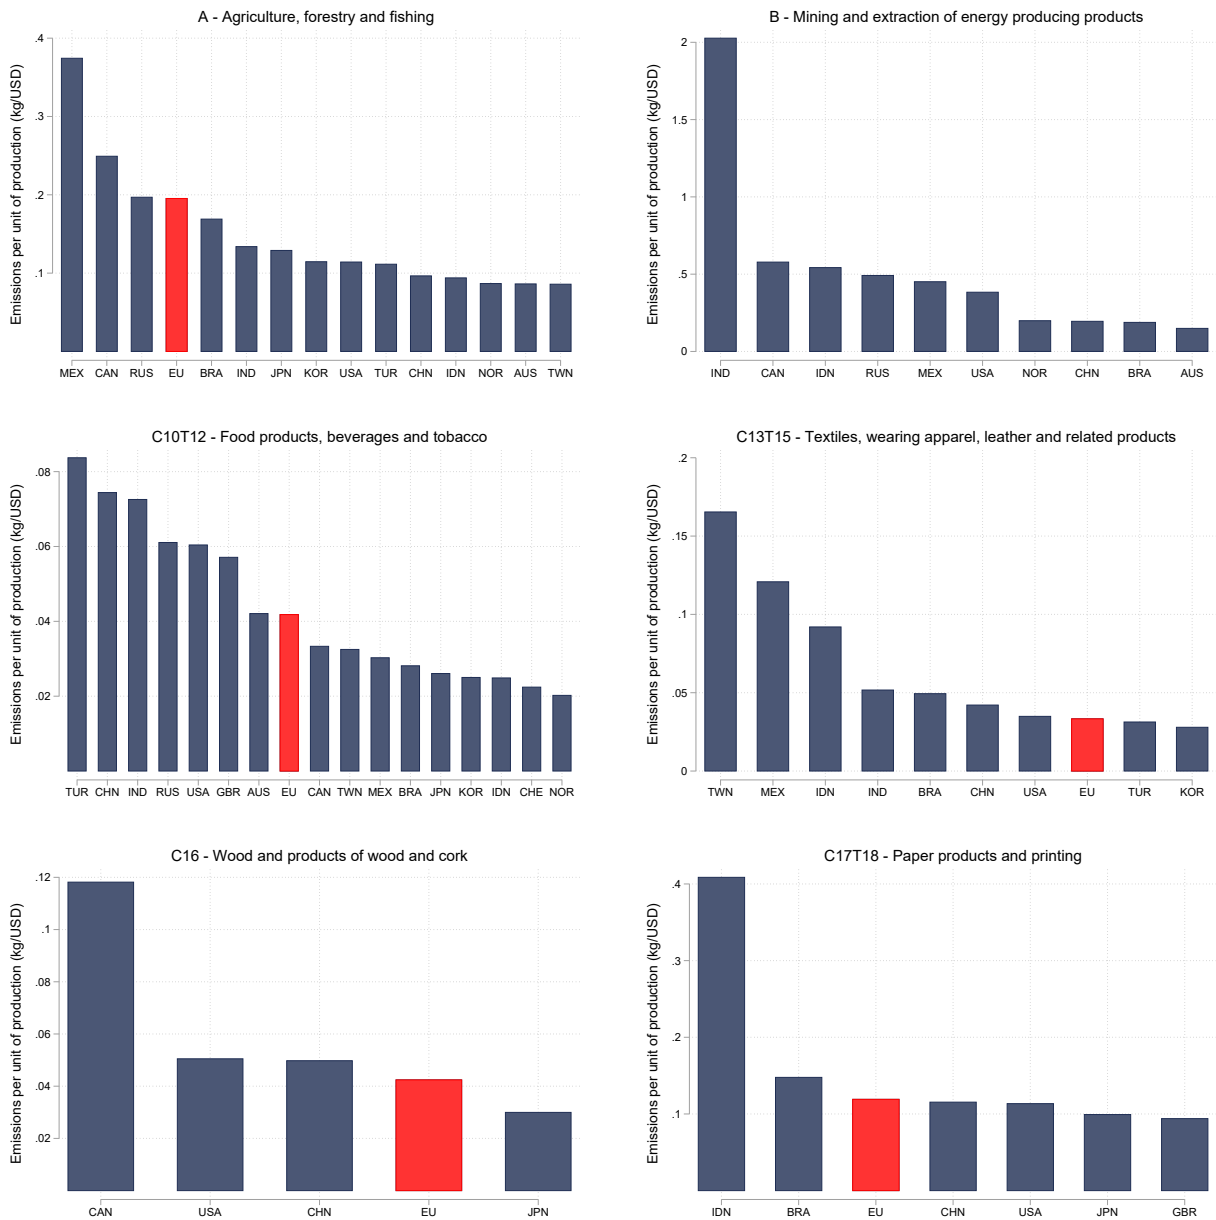 A - Agriculture, forestry and fishing
Emissions per unit of production (kg/USD)
.4
.3
.2
.1
MEX CAN RUS EU BRA IND JPN KOR USA TUR CHN IDN NOR AUS TWN
B - Mining and extraction of energy producing products
Emissions per unit of production (kg/USD)
2
1.5
1
.5
0
IND CAN IDN RUS MEX USA NOR CHN BRA AUS
C10T12 - Food products, beverages and tobacco
Emissions per unit of production (kg/USD)
.08
.06
.04
.02
TUR CHN IND RUS USA GBR AUS EU CAN TWN MEX BRA JPN KOR IDN CHE NOR
C13T15 - Textiles, wearing apparel, leather and related products
Emissions per unit of production (kg/USD)
.2
.15
.1
.05
0
TWN MEX IDN IND BRA CHN USA EU TUR KOR
C16 - Wood and products of wood and cork
Emissions per unit of production (kg/USD)
.12
.1
.08
.06
.04
.02
CAN USA CHN EU JPN
C17T18 - Paper products and printing
Emissions per unit of production (kg/USD)
.4
.3
.2
.1
IDN BRA EU CHN USA JPN GBR